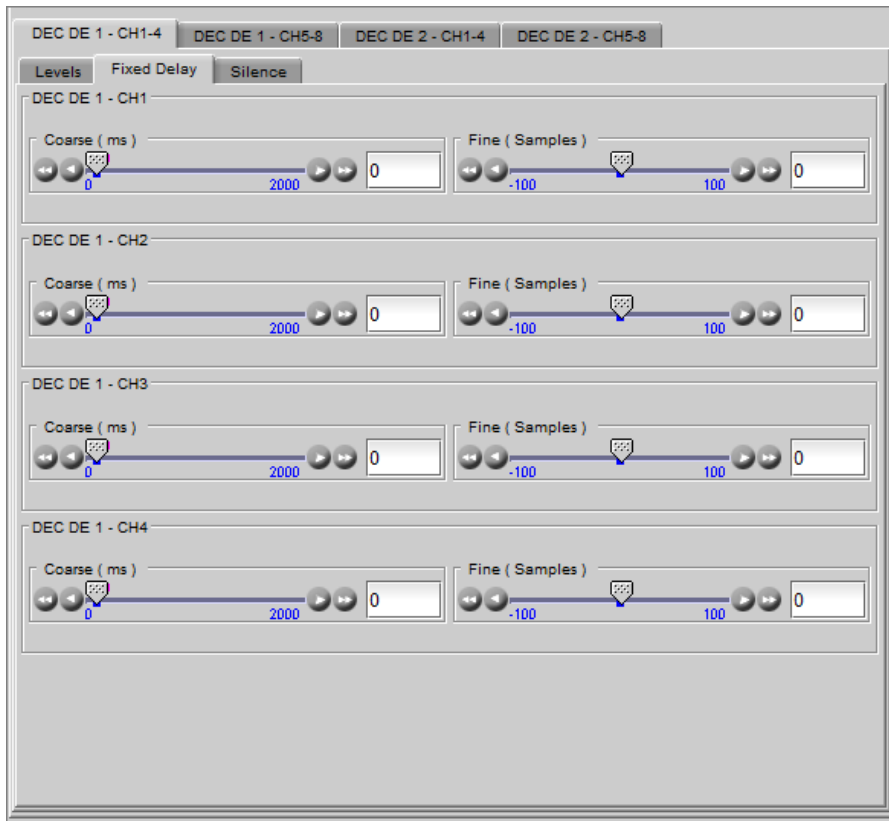 DEC DE 1 - CH1-4 DEC DE 1 - CH5-8 DEC DE 2 - CH1-4 DEC DE 2 - CH5-8
Levels Fixed Delay Silence
DEC DE 1 - CH1
Coarse ( ms ) Fine ( Samples )
0 2000 0 -100 100 0
DEC DE 1 - CH2
Coarse ( ms ) Fine ( Samples )
0 2000 0 -100 100 0
DEC DE 1 - CH3
Coarse ( ms ) Fine ( Samples )
0 2000 0 -100 100 0
DEC DE 1 - CH4
Coarse ( ms ) Fine ( Samples )
0 2000 0 -100 100 0